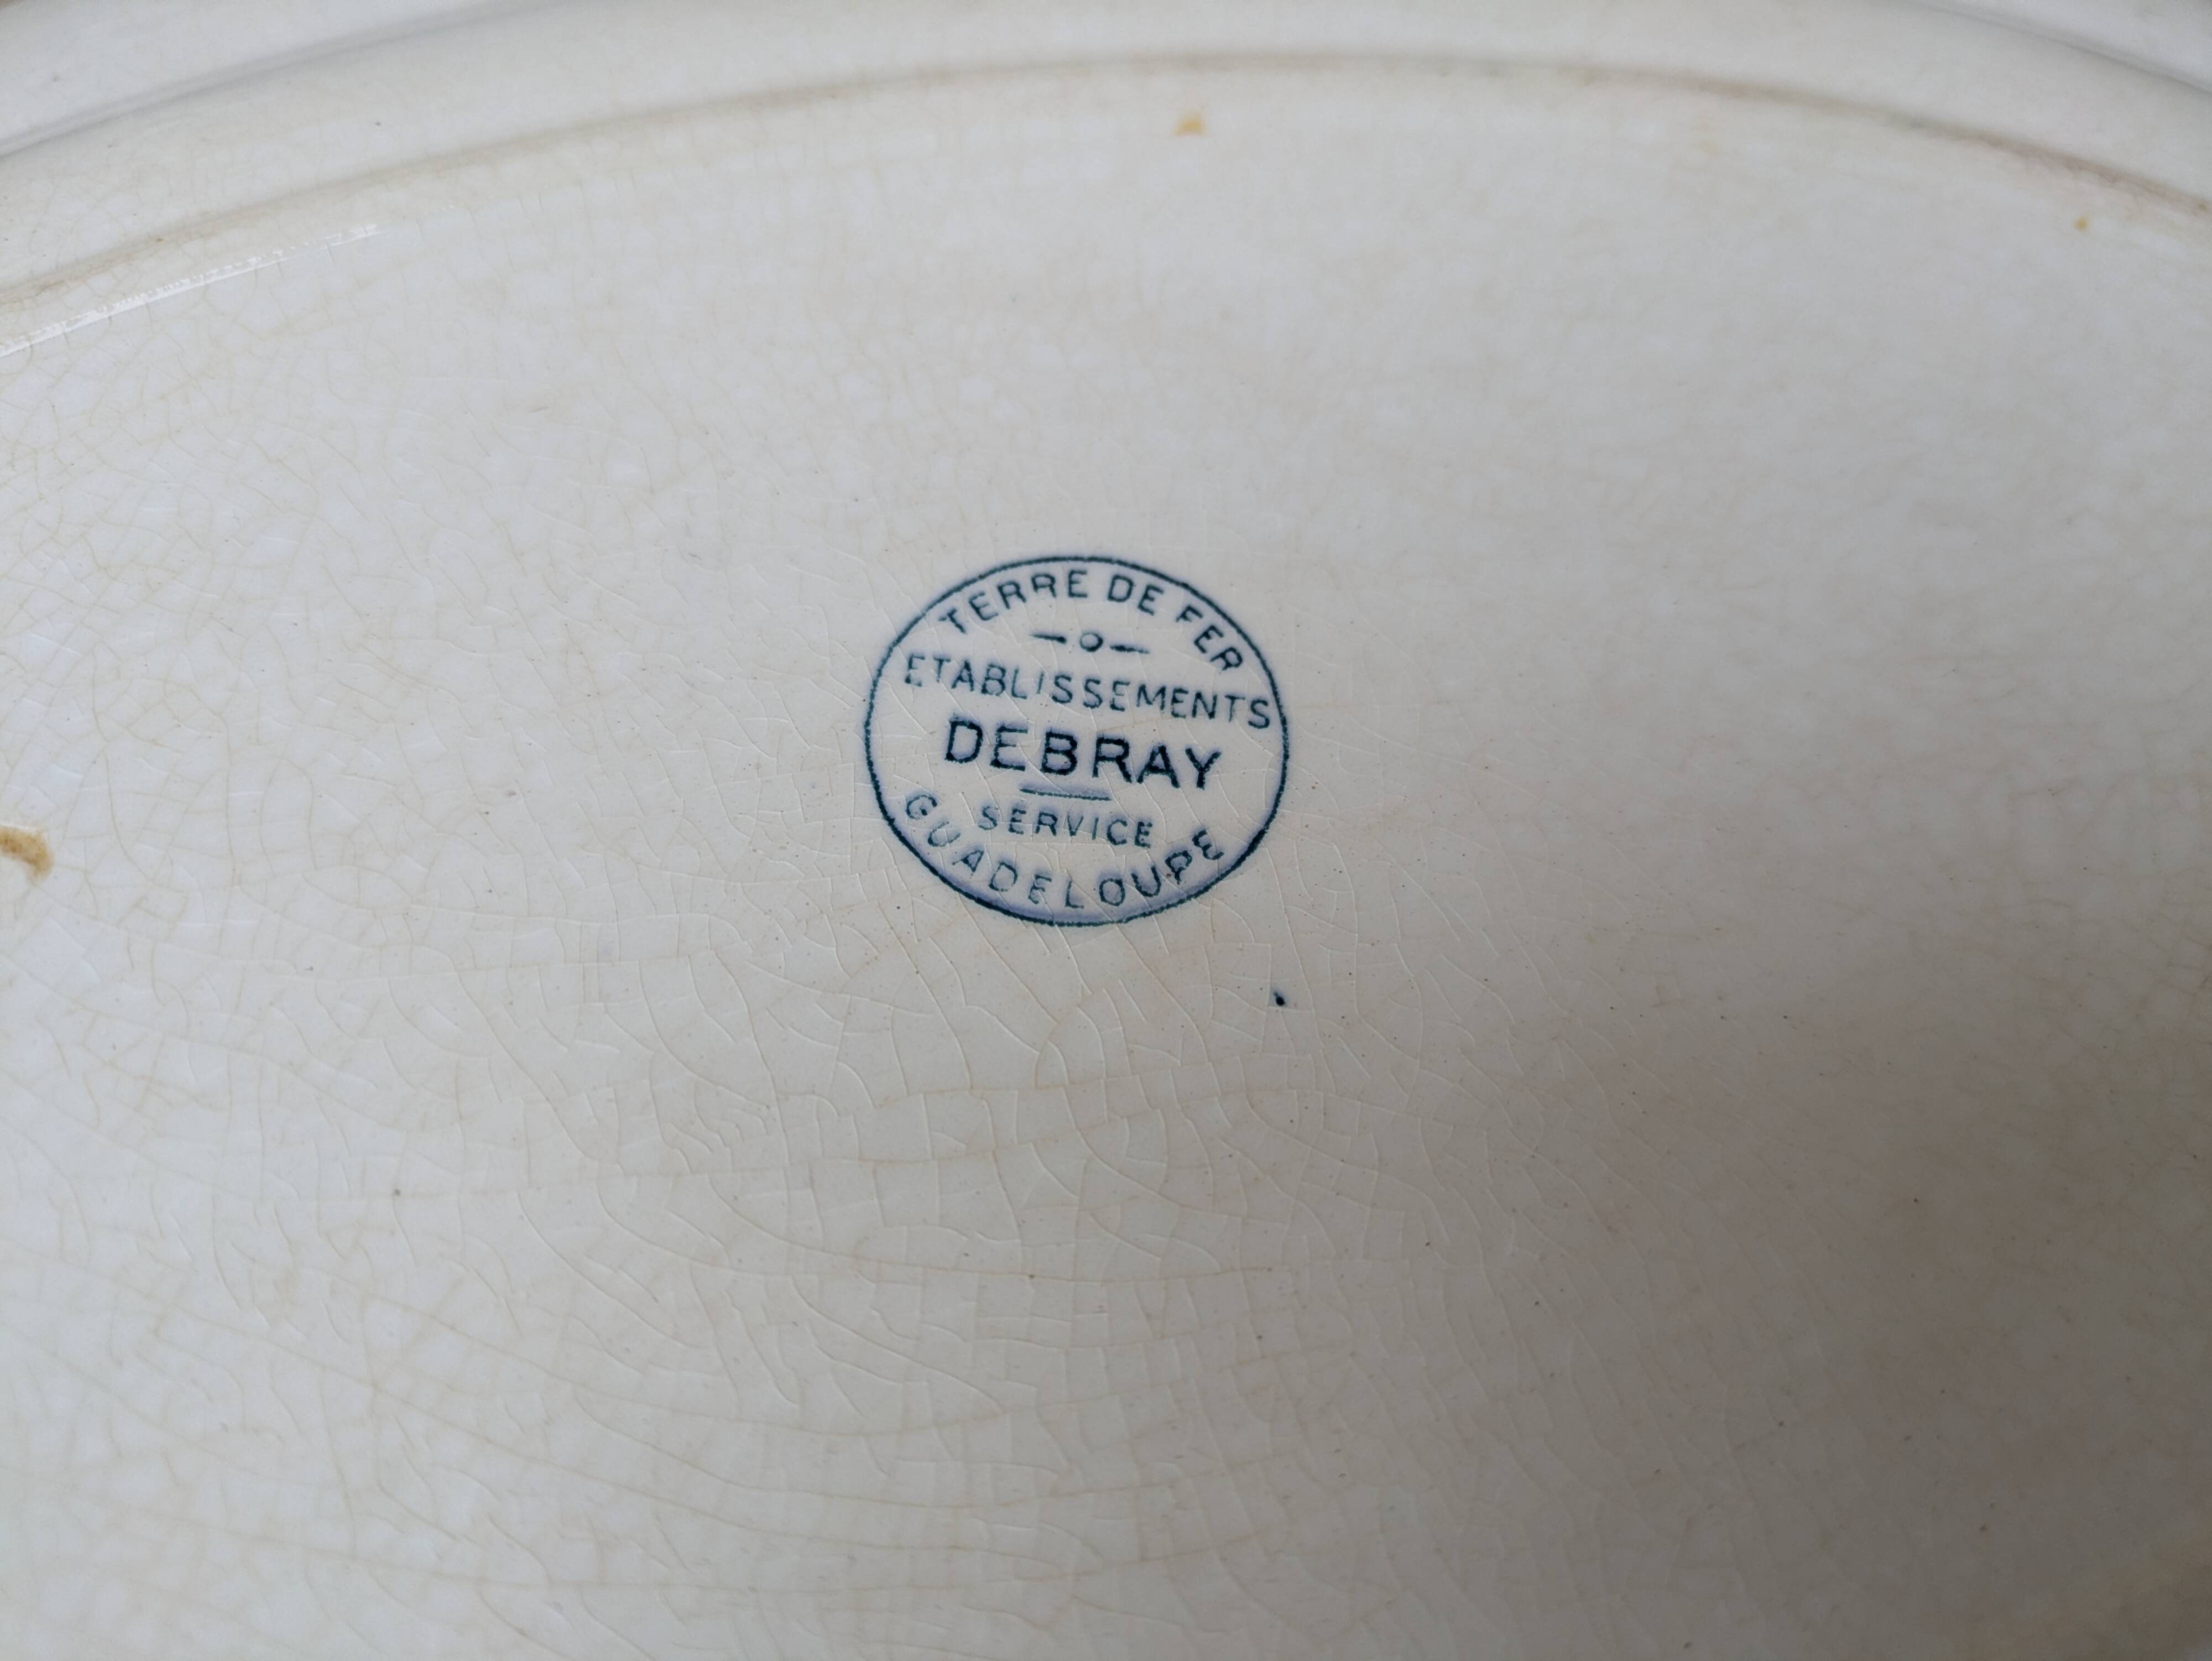 TERRE DE FER
ETABLISSEMENTS
DEBRAY
SERVICE
GUADELOUPE